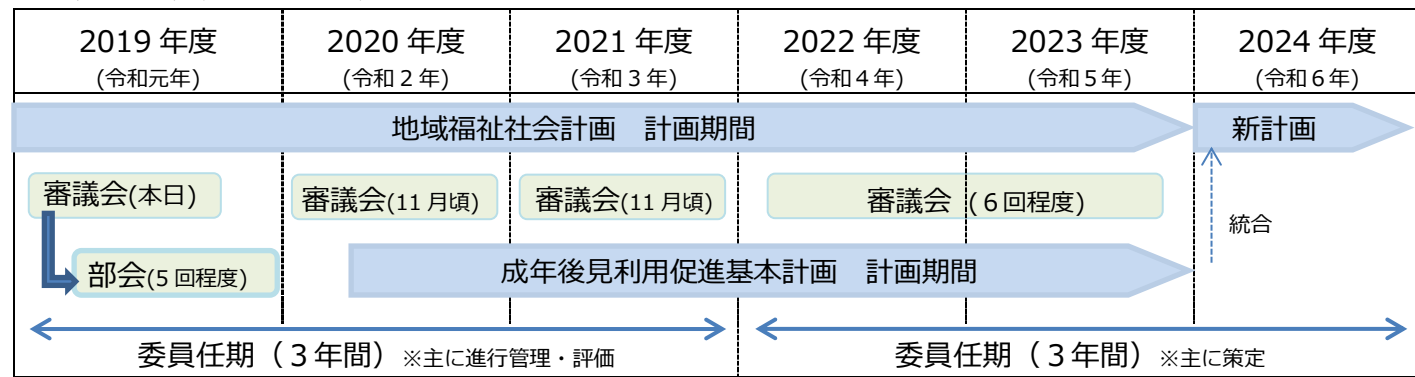 2019 年度 2020 年度 2021 年度 2022 年度 2023 年度 2024 年度
(令和元年) (令和２年) (令和３年) (令和４年) (令和５年) (令和６年)
地域福祉社会計画　計画期間 新計画
審議会(本日) 審議会(11 月頃) 審議会(11 月頃) 審議会 (６回程度)
統合
部会(5 回程度) 成年後見利用促進基本計画　計画期間
委員任期（３年間）※主に進行管理・評価 委員任期（３年間）※主に策定